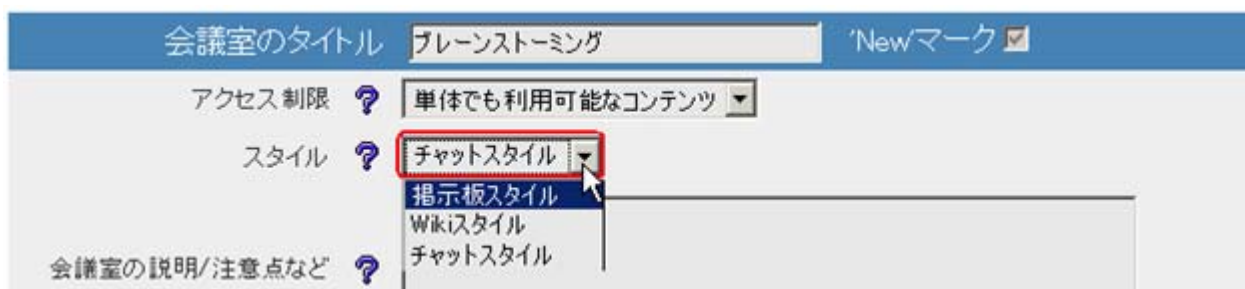 会議室のタイトル ブレーンストーミング 'New'マーク
アクセス制限 ? 単体でも利用可能なコンテンツ
スタイル ? チャットスタイル
掲示板スタイル
Wikiスタイル
チャットスタイル
会議室の説明/注意点など ?